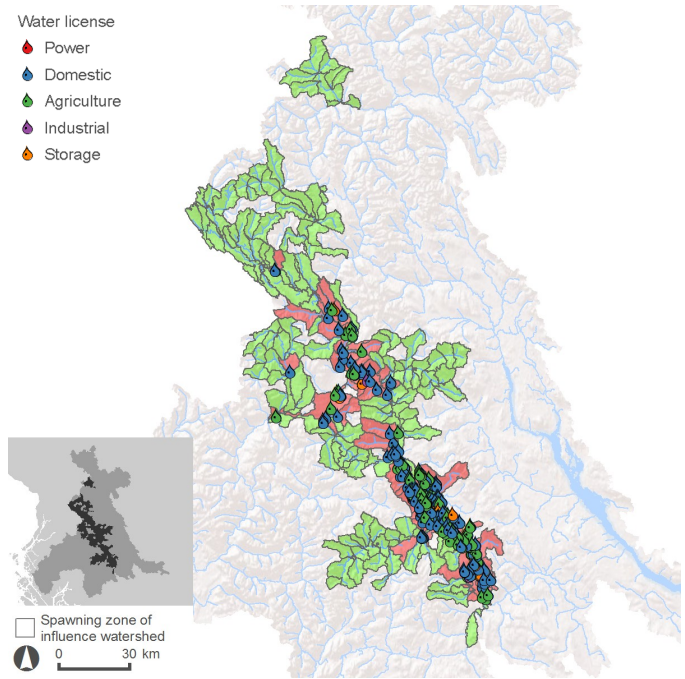 Water license
Power
Domestic
Agriculture
Industrial
Storage
Spawning zone of
influence watershed
0 30 km